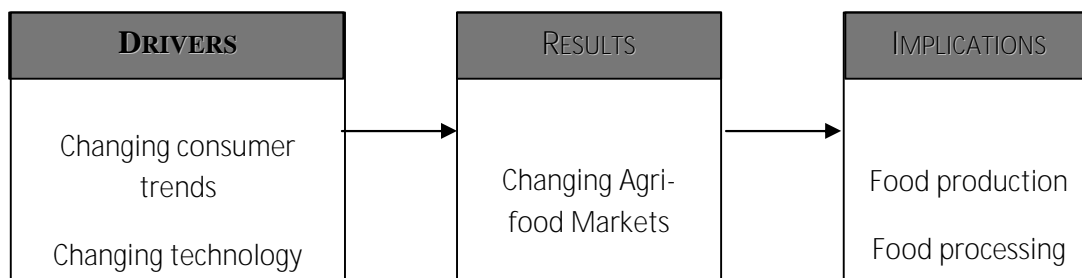 DRIVERS
Changing consumer
trends
Changing technology
RESULTS
Changing Agri-
food Markets
IMPLICATIONS
Food production
Food processing